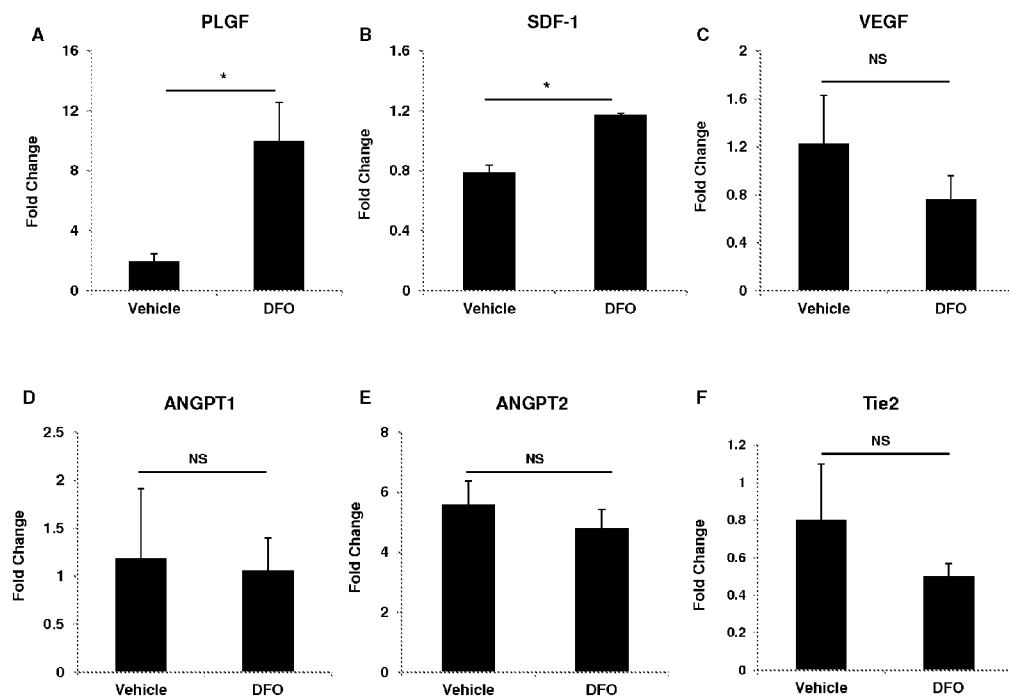 A
PLGF
Fold Change
16
12
8
4
0
*
Vehicle
DFO
B
SDF-1
Fold Change
1.6
1.2
0.8
0.4
0
*
Vehicle
DFO
C
VEGF
Fold Change
2
1.6
1.2
0.8
0.4
0
NS
Vehicle
DFO
D
ANGPT1
Fold Change
2.5
2
1.5
1
0.5
0
NS
Vehicle
DFO
E
ANGPT2
Fold Change
8
6
4
2
0
NS
Vehicle
DFO
F
Tie2
Fold Change
1.2
1
0.8
0.6
0.4
0.2
0
NS
Vehicle
DFO